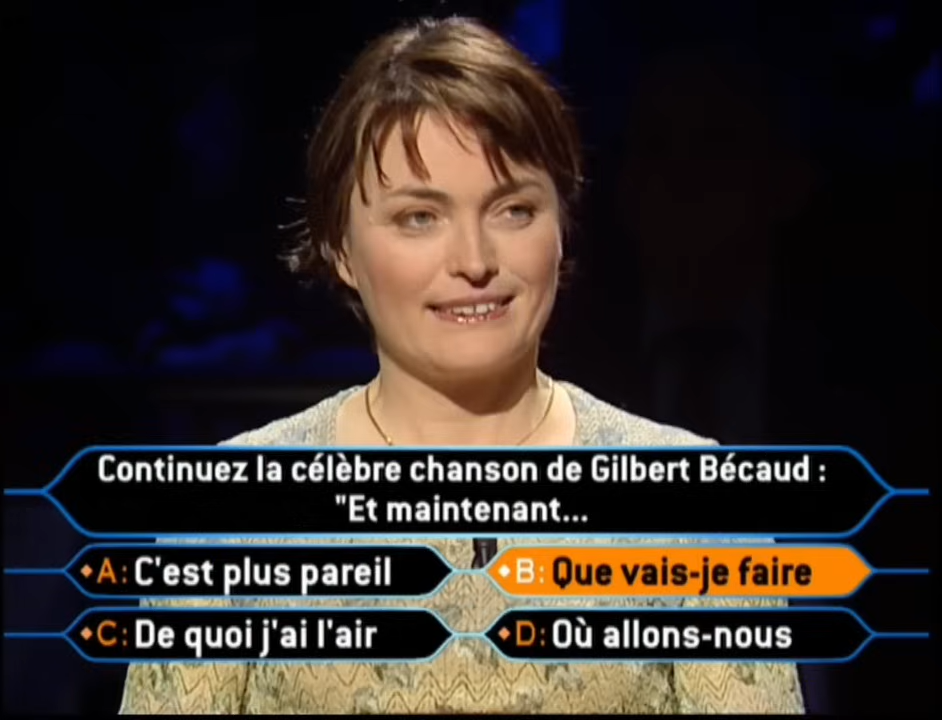 Continuez la célèbre chanson de Gilbert Bécaud :
"Et maintenant...
A: C'est plus pareil
B: Que vais-je faire
C: De quoi j'ai l'air
D: Où allons-nous